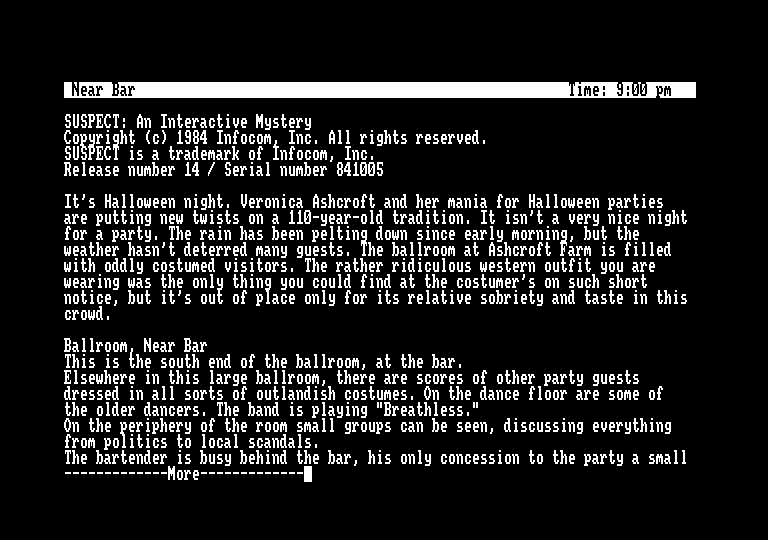 Near Bar Time: 9:00 pm
SUSPECT: An Interactive Mystery
Copyright (c) 1984 Infocom, Inc. All rights reserved.
SUSPECT is a trademark of Infocom, Inc.
Release number 14 / Serial number 841005
It's Halloween night. Veronica Ashcroft and her mania for Halloween parties
are putting new twists on a 110-year-old tradition. It isn't a very nice night
for a party. The rain has been pelting down since early morning, but the
weather hasn't deterred many guests. The ballroom at Ashcroft Farm is filled
with oddly costumed visitors. The rather ridiculous western outfit you are
wearing was the only thing you could find at the costumer's on such short
notice, but it's out of place only for its relative sobriety and taste in this
crowd.
Ballroom, Near Bar
This is the south end of the ballroom, at the bar.
Elsewhere in this large ballroom, there are scores of other party guests
dressed in all sorts of outlandish costumes. On the dance floor are some of
the older dancers. The band is playing "Breathless."
On the periphery of the room small groups can be seen, discussing everything
from politics to local scandals.
The bartender is busy behind the bar, his only concession to the party a small
-------------More-------------